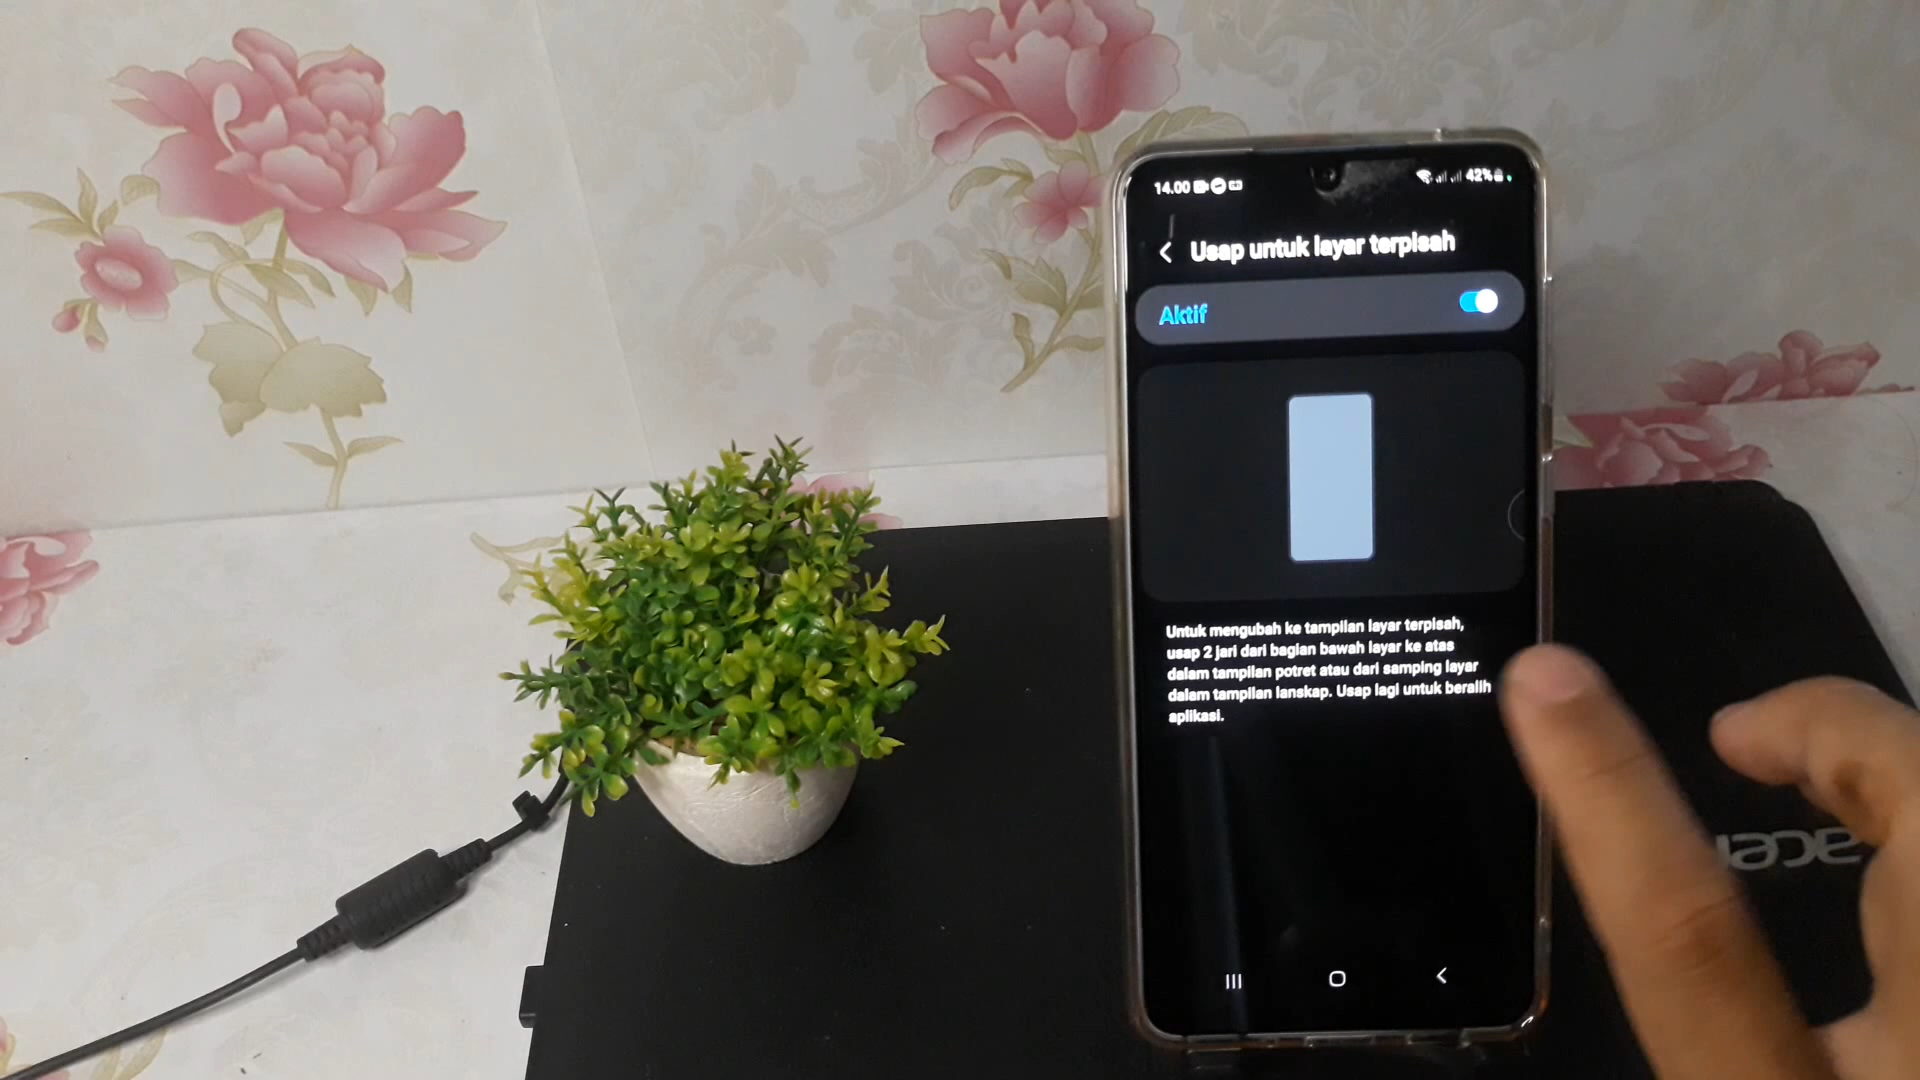 14.00
42%
Usap untuk layar terpisah
Aktif
Untuk mengubah ke tampilan layar terpisah,
usap 2 jari dari bagian bawah layar ke atas
dalam tampilan potret atau dari samping layar
dalam tampilan lanskap. Usap lagi untuk beralih
aplikasi.
acer